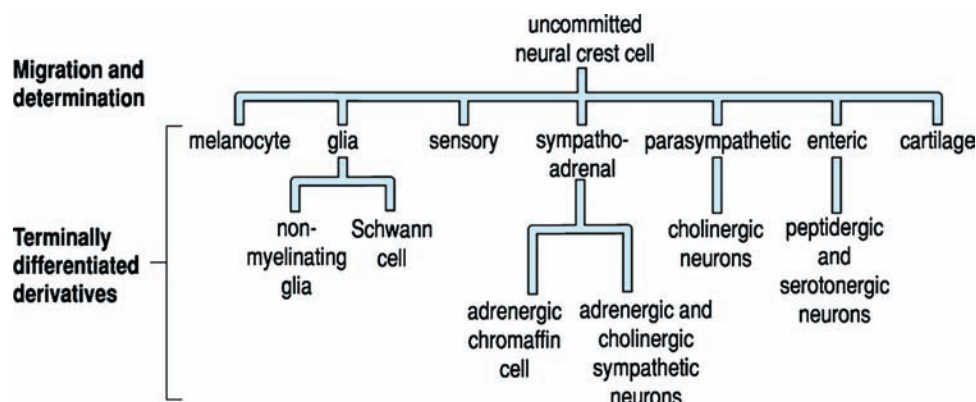 uncommitted
neural crest cell
Migration and
determination
melanocyte
glia
sensory
sympatho-
adrenal
parasympathetic
enteric
cartilage
Terminally
differentiated
derivatives
non-
myelinating
glia
Schwann
cell
cholinergic
neurons
peptidergic
and
serotonergic
neurons
adrenergic
chromaffin
cell
adrenergic and
cholinergic
sympathetic
neurons